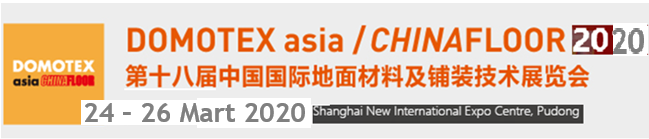 DOMOTEX
asia CHINAFLOOR
DOMOTEX asia / CHINAFLOOR 2020
第十八届中国国际地面材料及铺装技术展览会
24 - 26 Mart 2020 Shanghai New International Expo Centre, Pudong